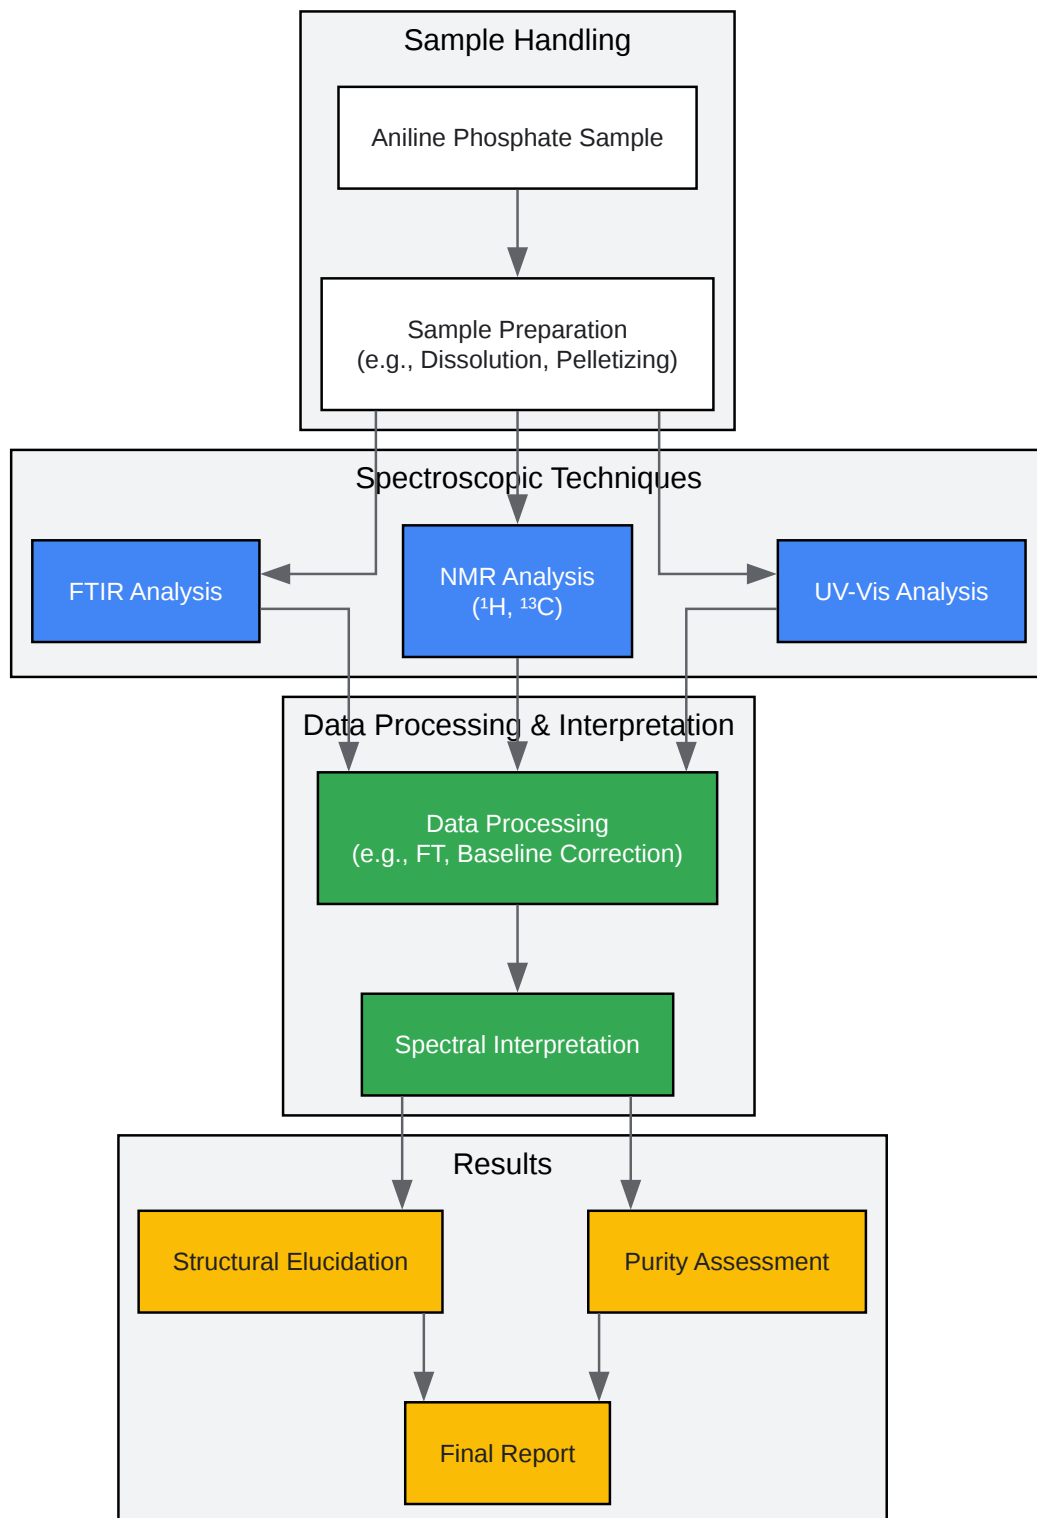 Sample Handling
Aniline Phosphate Sample
Sample Preparation
(e.g., Dissolution, Pelletizing)
Spectroscopic Techniques
FTIR Analysis
NMR Analysis
(¹H, ¹³C)
UV-Vis Analysis
Data Processing & Interpretation
Data Processing
(e.g., FT, Baseline Correction)
Spectral Interpretation
Results
Structural Elucidation
Purity Assessment
Final Report